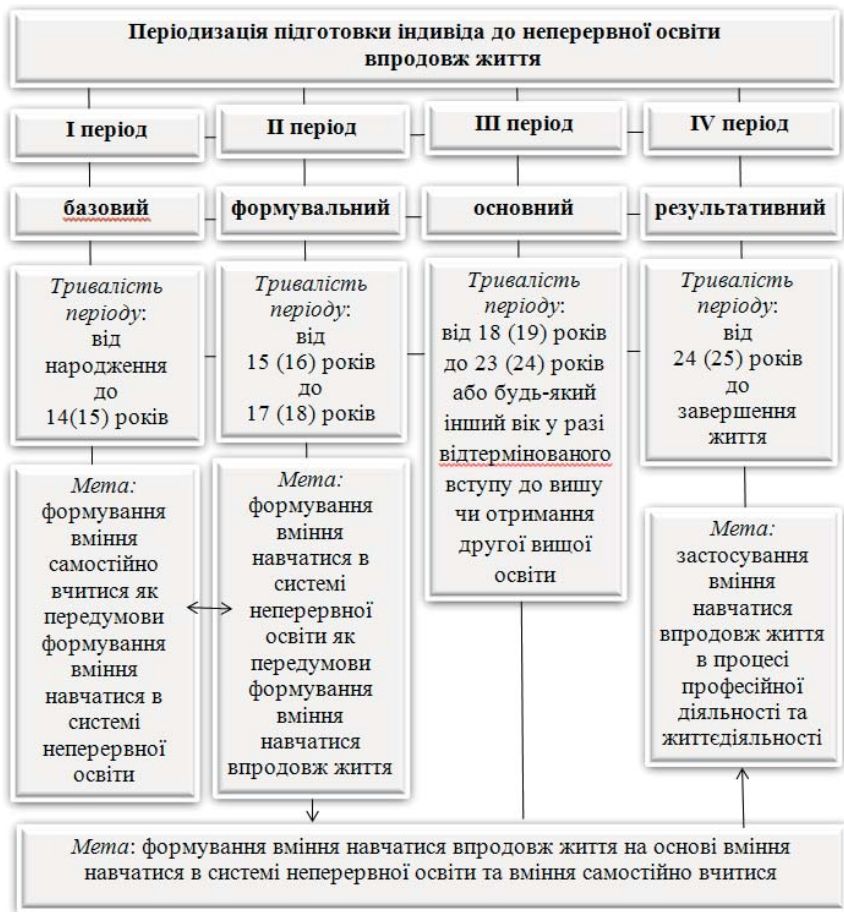 Періодизація підготовки індивіда до неперервної освіти
впродовж життя
І період
ІІ період
ІІІ період
IV період
базовий
формувальний
основний
результативний
Тривалість
періоду:
від
народження
до
14(15) років
Тривалість
періоду:
від
15 (16) років
до
17 (18) років
Тривалість
періоду:
від 18 (19) років
до 23 (24) років
або будь-який
інший вік у разі
відтермінованого
вступу до вишу
чи отримання
другої вищої
освіти
Тривалість
періоду:
від
24 (25) років
до
завершення
життя
Мета:
формування
вміння
самостійно
вчитися як
передумови
формування
вміння
навчатися в
системі
неперервної
освіти
Мета:
формування
вміння
навчатися в
системі
неперервної
освіти як
передумови
формування
вміння
навчатися
впродовж життя
Мета:
застосування
вміння
навчатися
впродовж життя
в процесі
професійної
діяльності та
життєдіяльності
Мета: формування вміння навчатися впродовж життя на основі вміння
навчатися в системі неперервної освіти та вміння самостійно вчитися